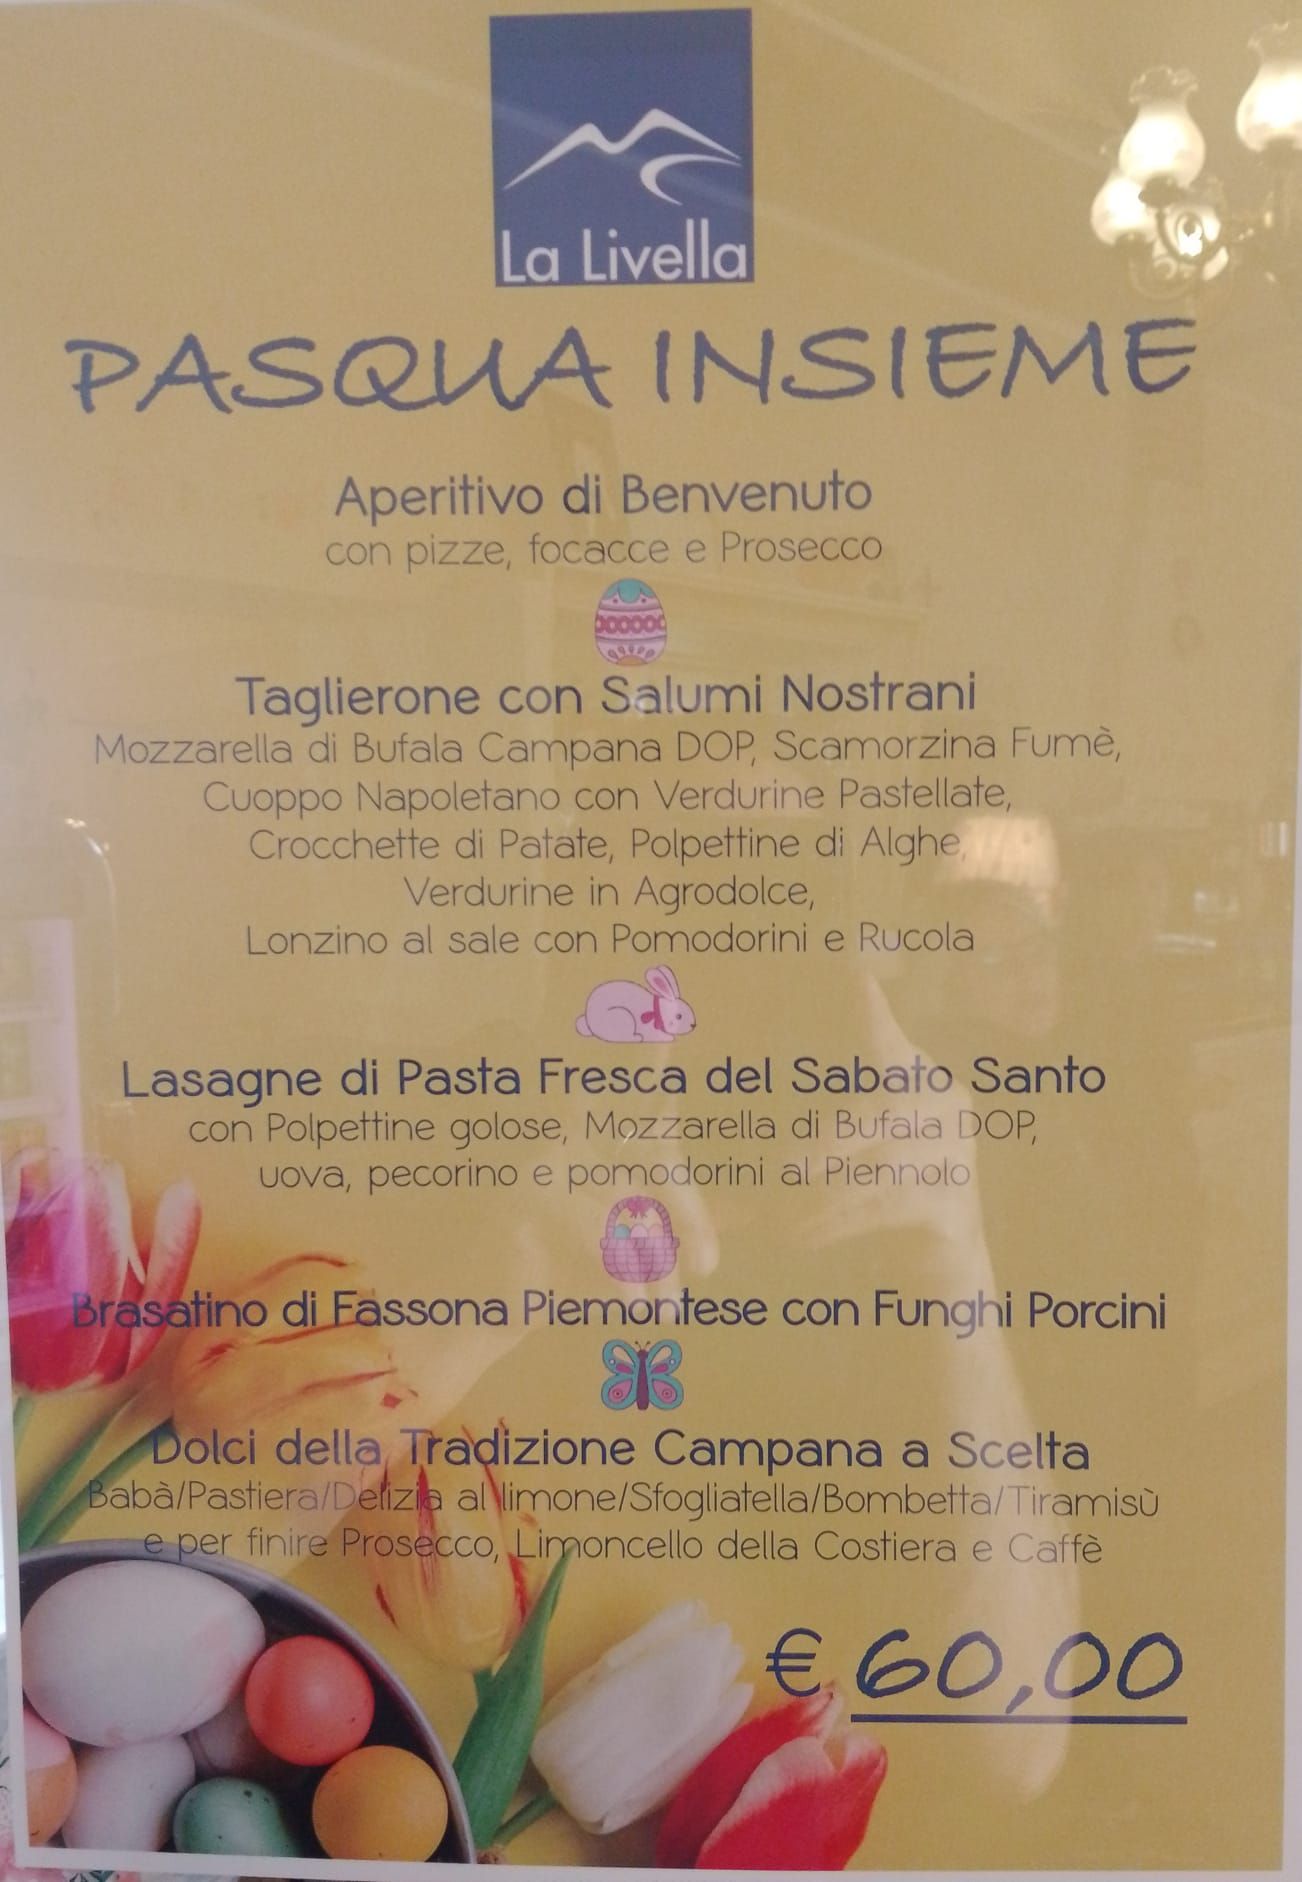 La Livella
PASQUA INSIEME
Aperitivo di Benvenuto
con pizze, focacce e Prosecco
Taglierone con Salumi Nostrani
Mozzarella di Bufala Campana DOP, Scamorzina Fumè,
Cuoppo Napoletano con Verdurine Pastellate,
Crocchette di Patate, Polpettine di Alghe,
Verdurine in Agrodolce,
Lonzino al sale con Pomodorini e Rucola
Lasagne di Pasta Fresca del Sabato Santo
con Polpettine golose, Mozzarella di Bufala DOP,
uova, pecorino e pomodorini al Piennolo
Brasatino di Fassona Piemontese con Funghi Porcini
Dolci della Tradizione Campana a Scelta
Babà/Pastiera/Delizia al limone/Sfogliatella/Bombetta/Tiramisù
e per finire Prosecco, Limoncello della Costiera e Caffè
€ 60,00